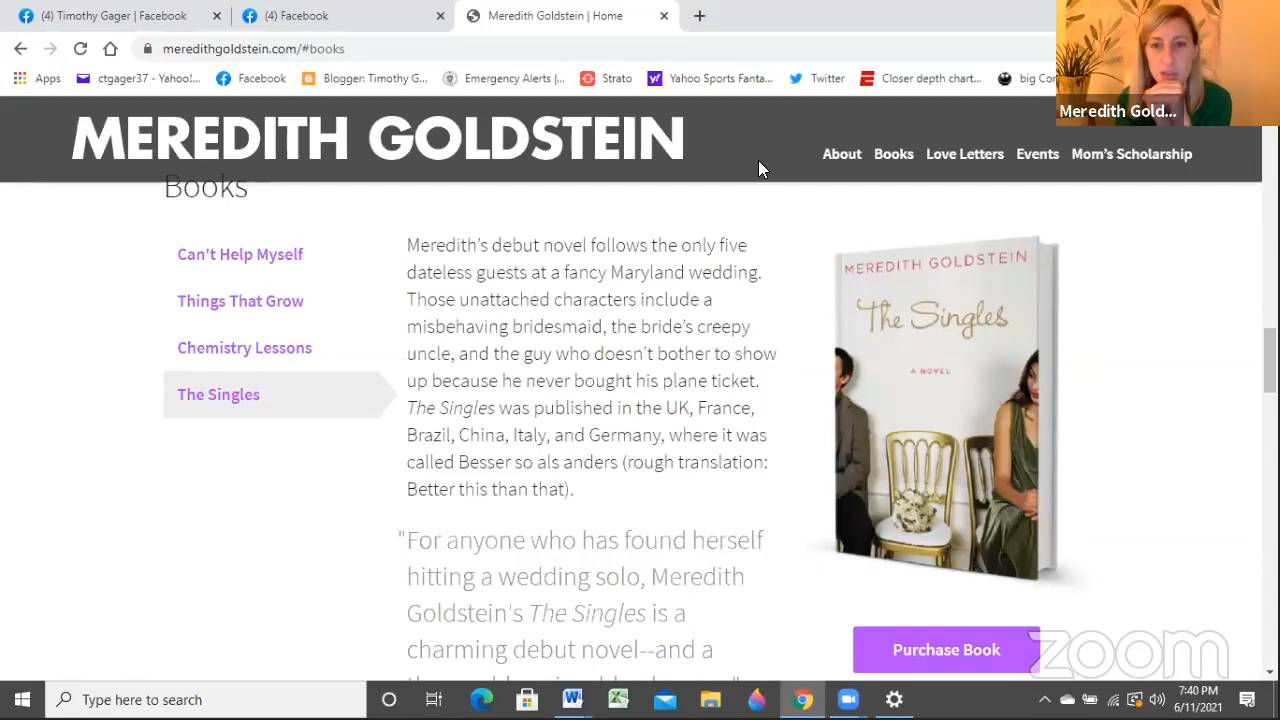 (4) Timothy Gager | Facebook
(4) Facebook
Meredith Goldstein | Home
meredithgoldstein.com/#books
Apps
ctgager37 - Yahoo!...
Facebook
Blogger: Timothy G...
Emergency Alerts |...
Strato
Yahoo Sports Fanta...
Twitter
Closer depth chart...
big Con
Meredith Gold...
MEREDITH GOLDSTEIN
About
Books
Love Letters
Events
Mom's Scholarship
Books
Can't Help Myself
Things That Grow
Chemistry Lessons
The Singles
Meredith's debut novel follows the only five
dateless guests at a fancy Maryland wedding.
Those unattached characters include a
misbehaving bridesmaid, the bride's creepy
uncle, and the guy who doesn't bother to show
up because he never bought his plane ticket.
The Singles was published in the UK, France,
Brazil, China, Italy, and Germany, where it was
called Besser so als anders (rough translation:
Better this than that).
"For anyone who has found herself
hitting a wedding solo, Meredith
Goldstein's The Singles is a
charming debut novel--and a
MEREDITH GOLDSTEIN
The Singles
A NOVEL
Purchase Book
zoom
Type here to search
7:40 PM
6/11/2021